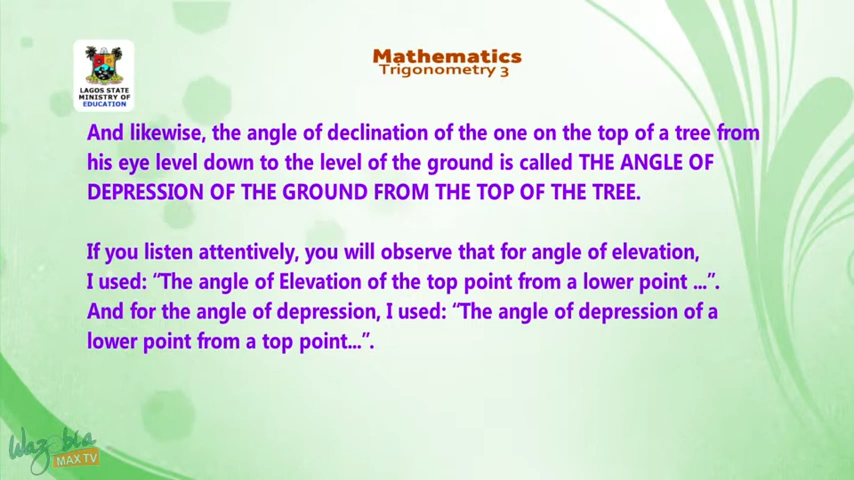 Mathematics
Trigonometry 3
LAGOS STATE
MINISTRY OF
EDUCATION
And likewise, the angle of declination of the one on the top of a tree from
his eye level down to the level of the ground is called THE ANGLE OF
DEPRESSION OF THE GROUND FROM THE TOP OF THE TREE.
If you listen attentively, you will observe that for angle of elevation,
I used: “The angle of Elevation of the top point from a lower point ...”.
And for the angle of depression, I used: “The angle of depression of a
lower point from a top point...”.
Wazobia
MAX TV